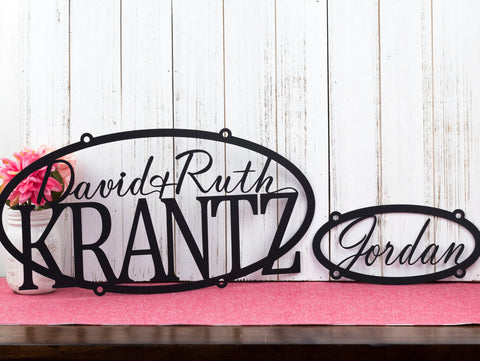 David & Ruth
KRANTZ
Jordan